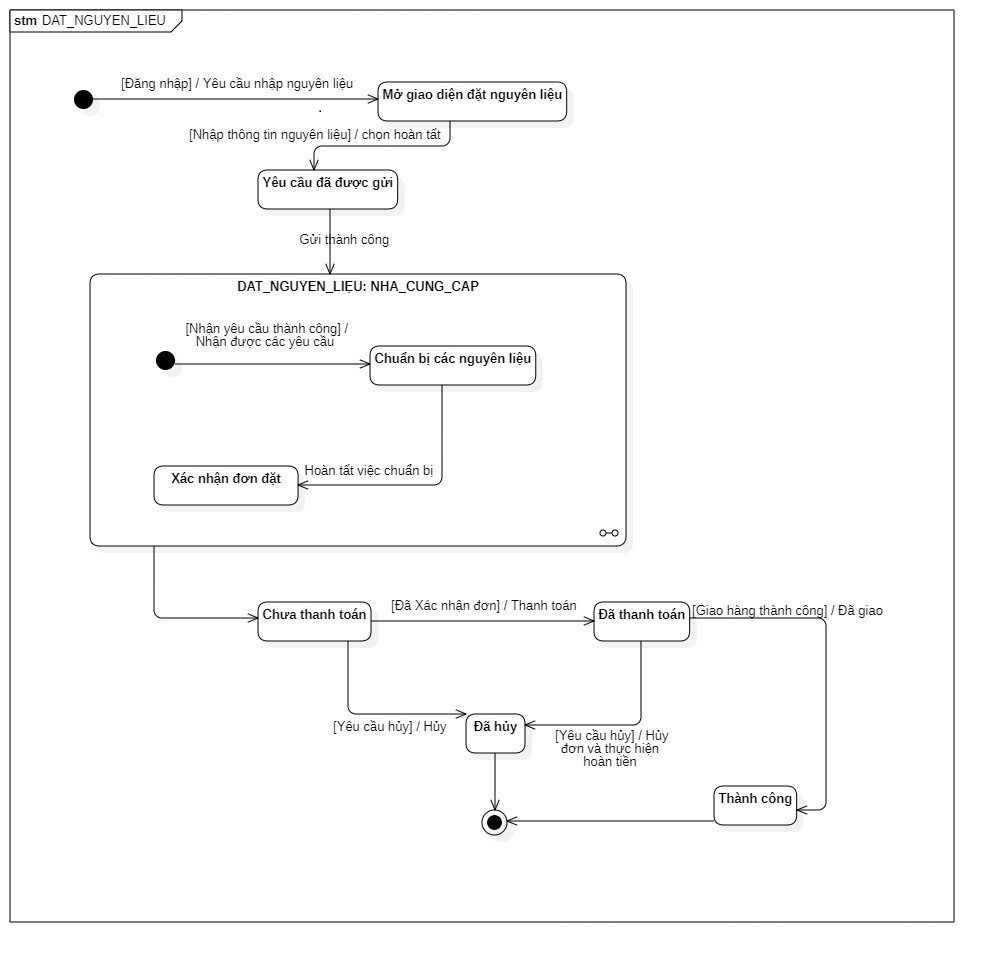 stm DAT_NGUYEN_LIEU
[Đăng nhập] / Yêu cầu nhập nguyên liệu
Mở giao diện đặt nguyên liệu
.
[Nhập thông tin nguyên liệu] / chọn hoàn tất
Yêu cầu đã được gửi
Gửi thành công
DAT_NGUYEN_LIEU: NHA_CUNG_CAP
[Nhận yêu cầu thành công] /
Nhận được các yêu cầu
Chuẩn bị các nguyên liệu
Hoàn tất việc chuẩn bị
Xác nhận đơn đặt
Chưa thanh toán
[Đã Xác nhận đơn] / Thanh toán
Đã thanh toán
[Giao hàng thành công] / Đã giao
[Yêu cầu hủy] / Hủy
Đã hủy
[Yêu cầu hủy] / Hủy
đơn và thực hiện
hoàn tiền
Thành công